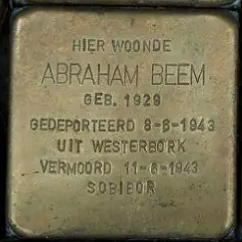 HIER WOONDE
ABRAHAM BEEM
GEB. 1929
GEDEPORTEERD 8-6-1943
UIT WESTERBORK
VERMOORD 11-6-1943
SOBIBOR